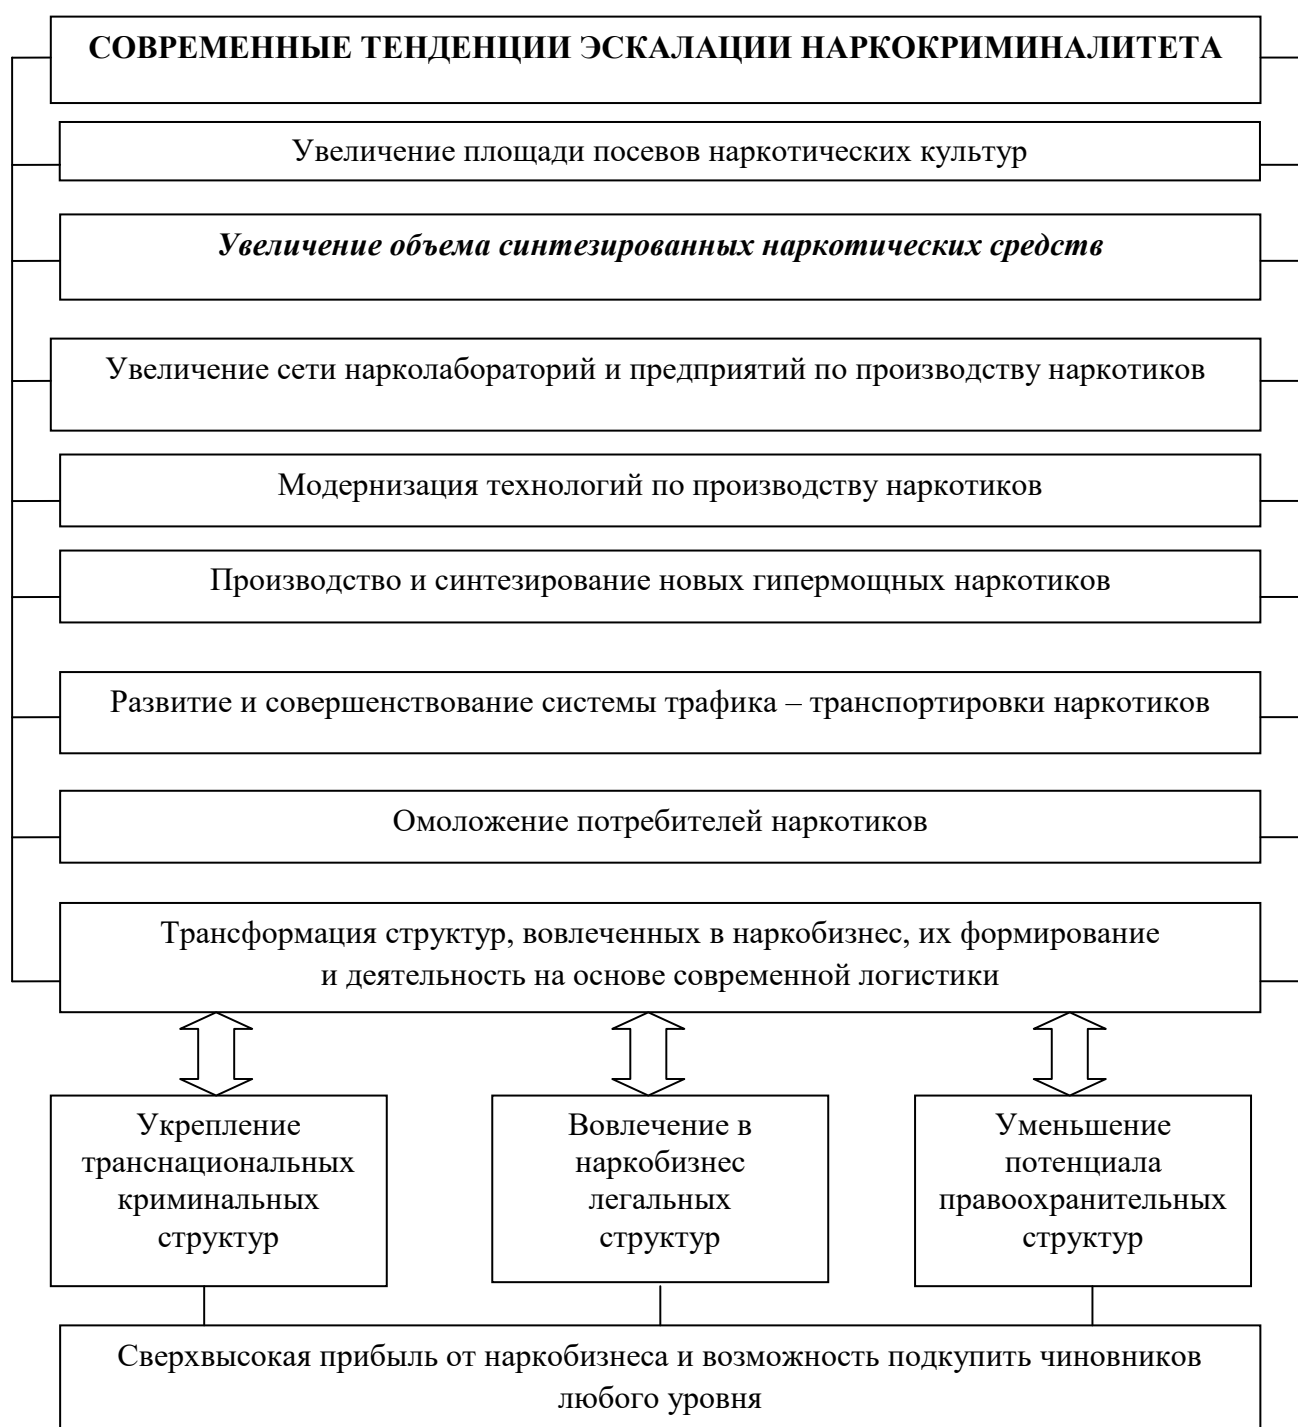 СОВРЕМЕННЫЕ ТЕНДЕНЦИИ ЭСКАЛАЦИИ НАРКОКРИМИНАЛИТЕТА
Увеличение площади посевов наркотических культур
Увеличение объема синтезированных наркотических средств
Увеличение сети нарколабораторий и предприятий по производству наркотиков
Модернизация технологий по производству наркотиков
Производство и синтезирование новых гипермощных наркотиков
Развитие и совершенствование системы трафика – транспортировки наркотиков
Омоложение потребителей наркотиков
Трансформация структур, вовлеченных в наркобизнес, их формирование
и деятельность на основе современной логистики
Укрепление
транснациональных
криминальных
структур
Вовлечение в
наркобизнес
легальных
структур
Уменьшение
потенциала
правоохранительных
структур
Сверхвысокая прибыль от наркобизнеса и возможность подкупить чиновников
любого уровня